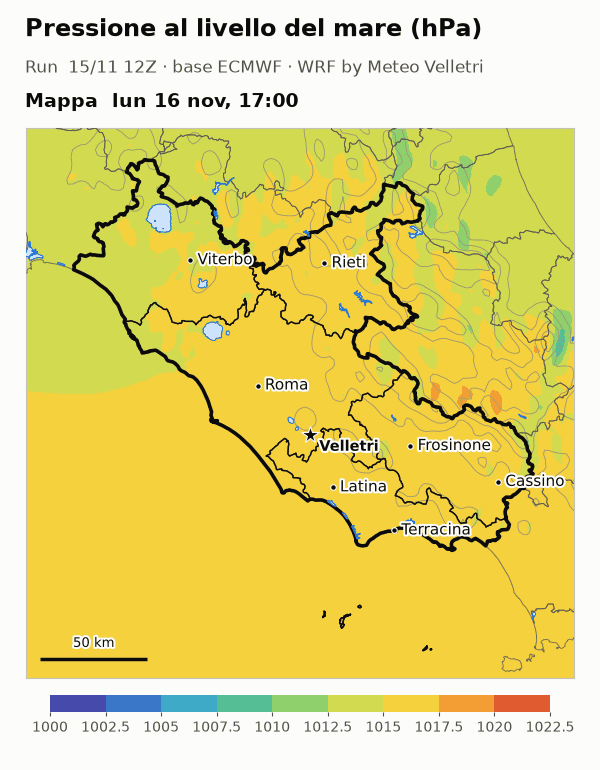 Pressione al livello del mare (hPa)
Run  15/11 12Z · base ECMWF · WRF by Meteo Velletri
Mappa  lun 16 nov, 17:00
Viterbo
Rieti
Roma
Velletri
Frosinone
Latina
Cassino
Terracina
50 km
1000 1002.5 1005 1007.5 1010 1012.5 1015 1017.5 1020 1022.5